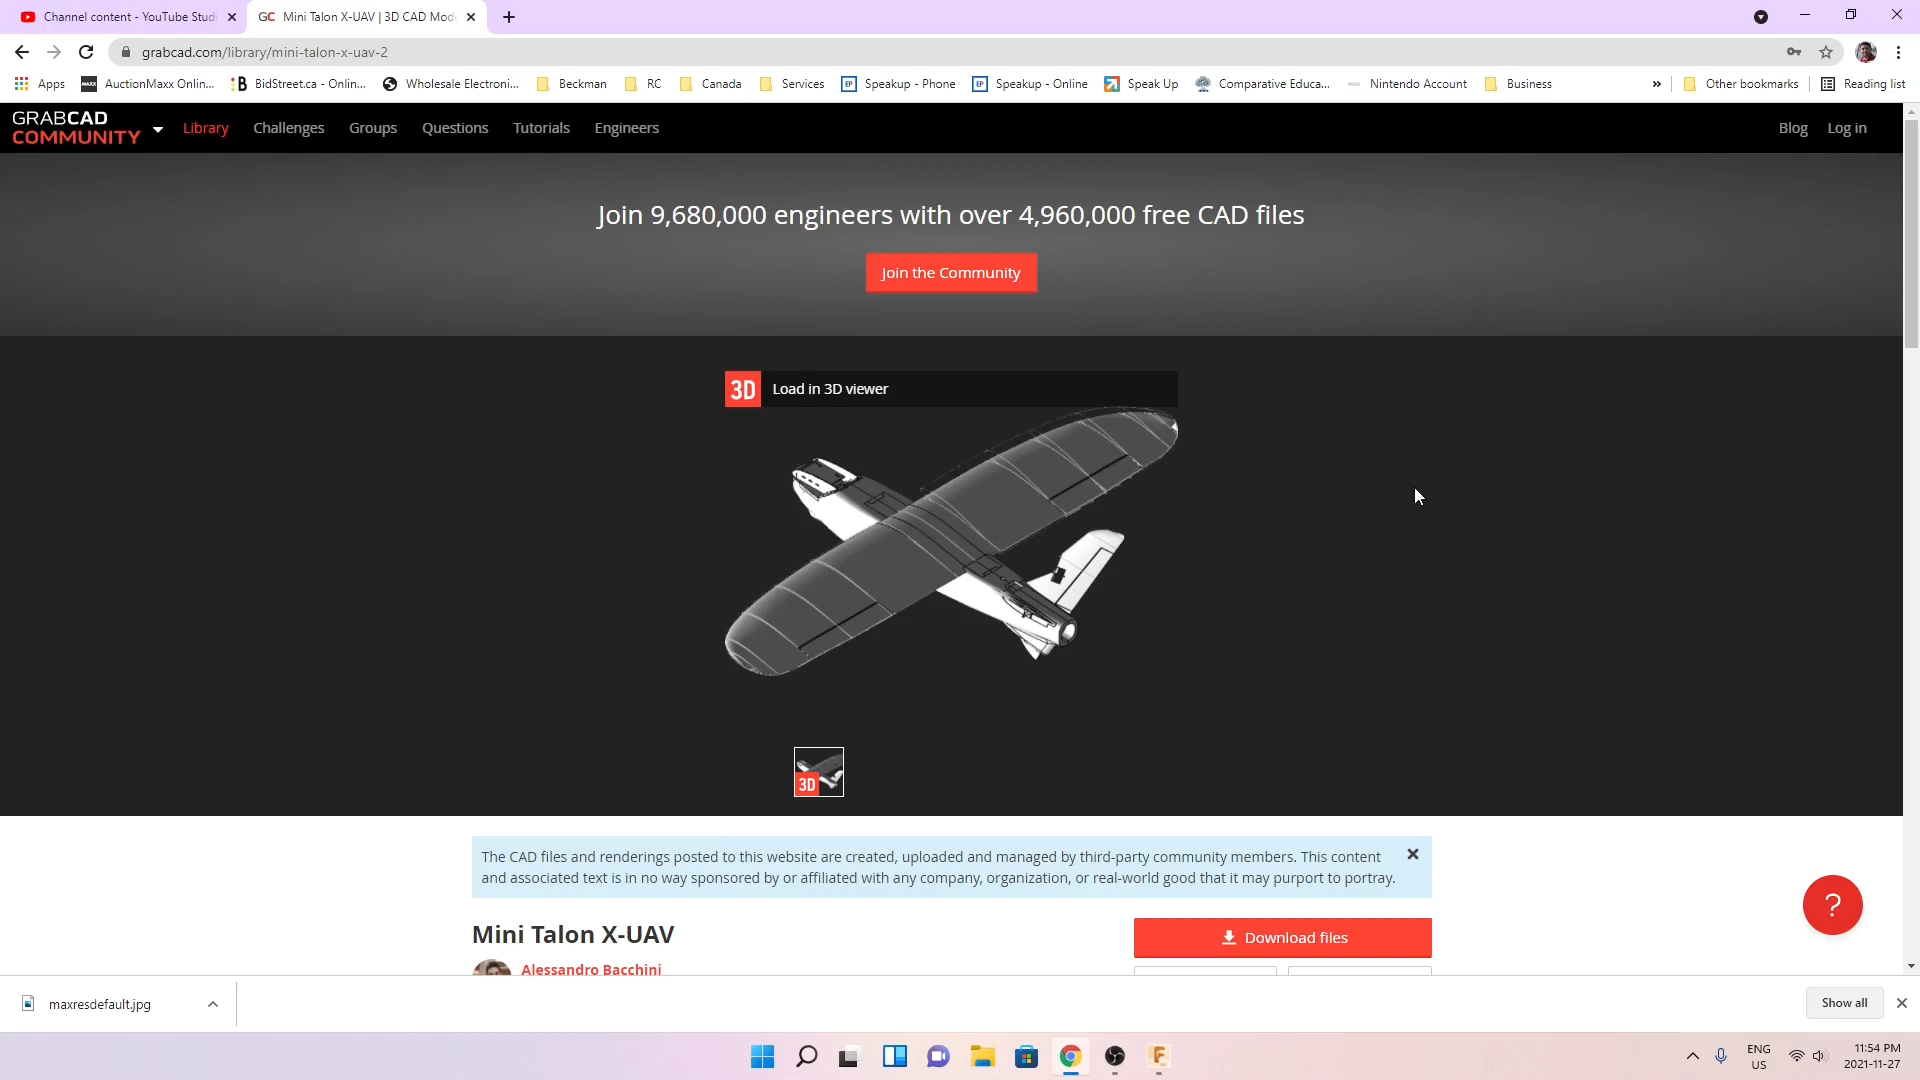 Channel content - YouTube Studi
GC Mini Talon X-UAV | 3D CAD Mode
grabcad.com/library/mini-talon-x-uav-2
Apps
MAXX AuctionMaxx Onlin...
:B BidStreet.ca - Onlin...
Wholesale Electroni...
Beckman
RC
Canada
Services
EP Speakup - Phone
EP Speakup - Online
Speak Up
Comparative Educa...
Nintendo Account
Business
»
Other bookmarks
Reading list
GRABCAD
COMMUNITY
Library
Challenges
Groups
Questions
Tutorials
Engineers
Blog
Log in
Join 9,680,000 engineers with over 4,960,000 free CAD files
Join the Community
3D Load in 3D viewer
3D
The CAD files and renderings posted to this website are created, uploaded and managed by third-party community members. This content
and associated text is in no way sponsored by or affiliated with any company, organization, or real-world good that it may purport to portray.
?
Mini Talon X-UAV
Download files
Alessandro Bacchini
maxresdefault.jpg
Show all
ENG
US
11:54 PM
2021-11-27